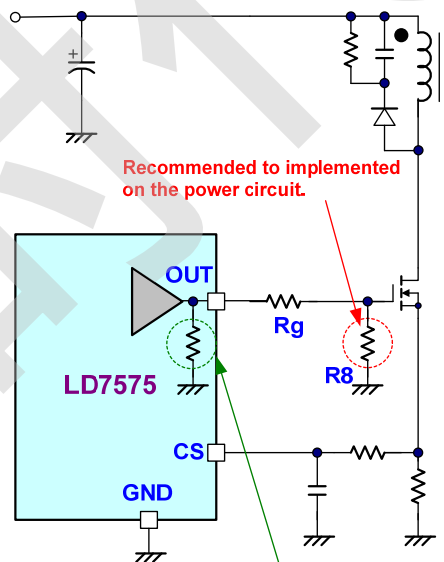 Recommended to implemented
on the power circuit.
OUT
Rg
R8
LD7575
CS
GND